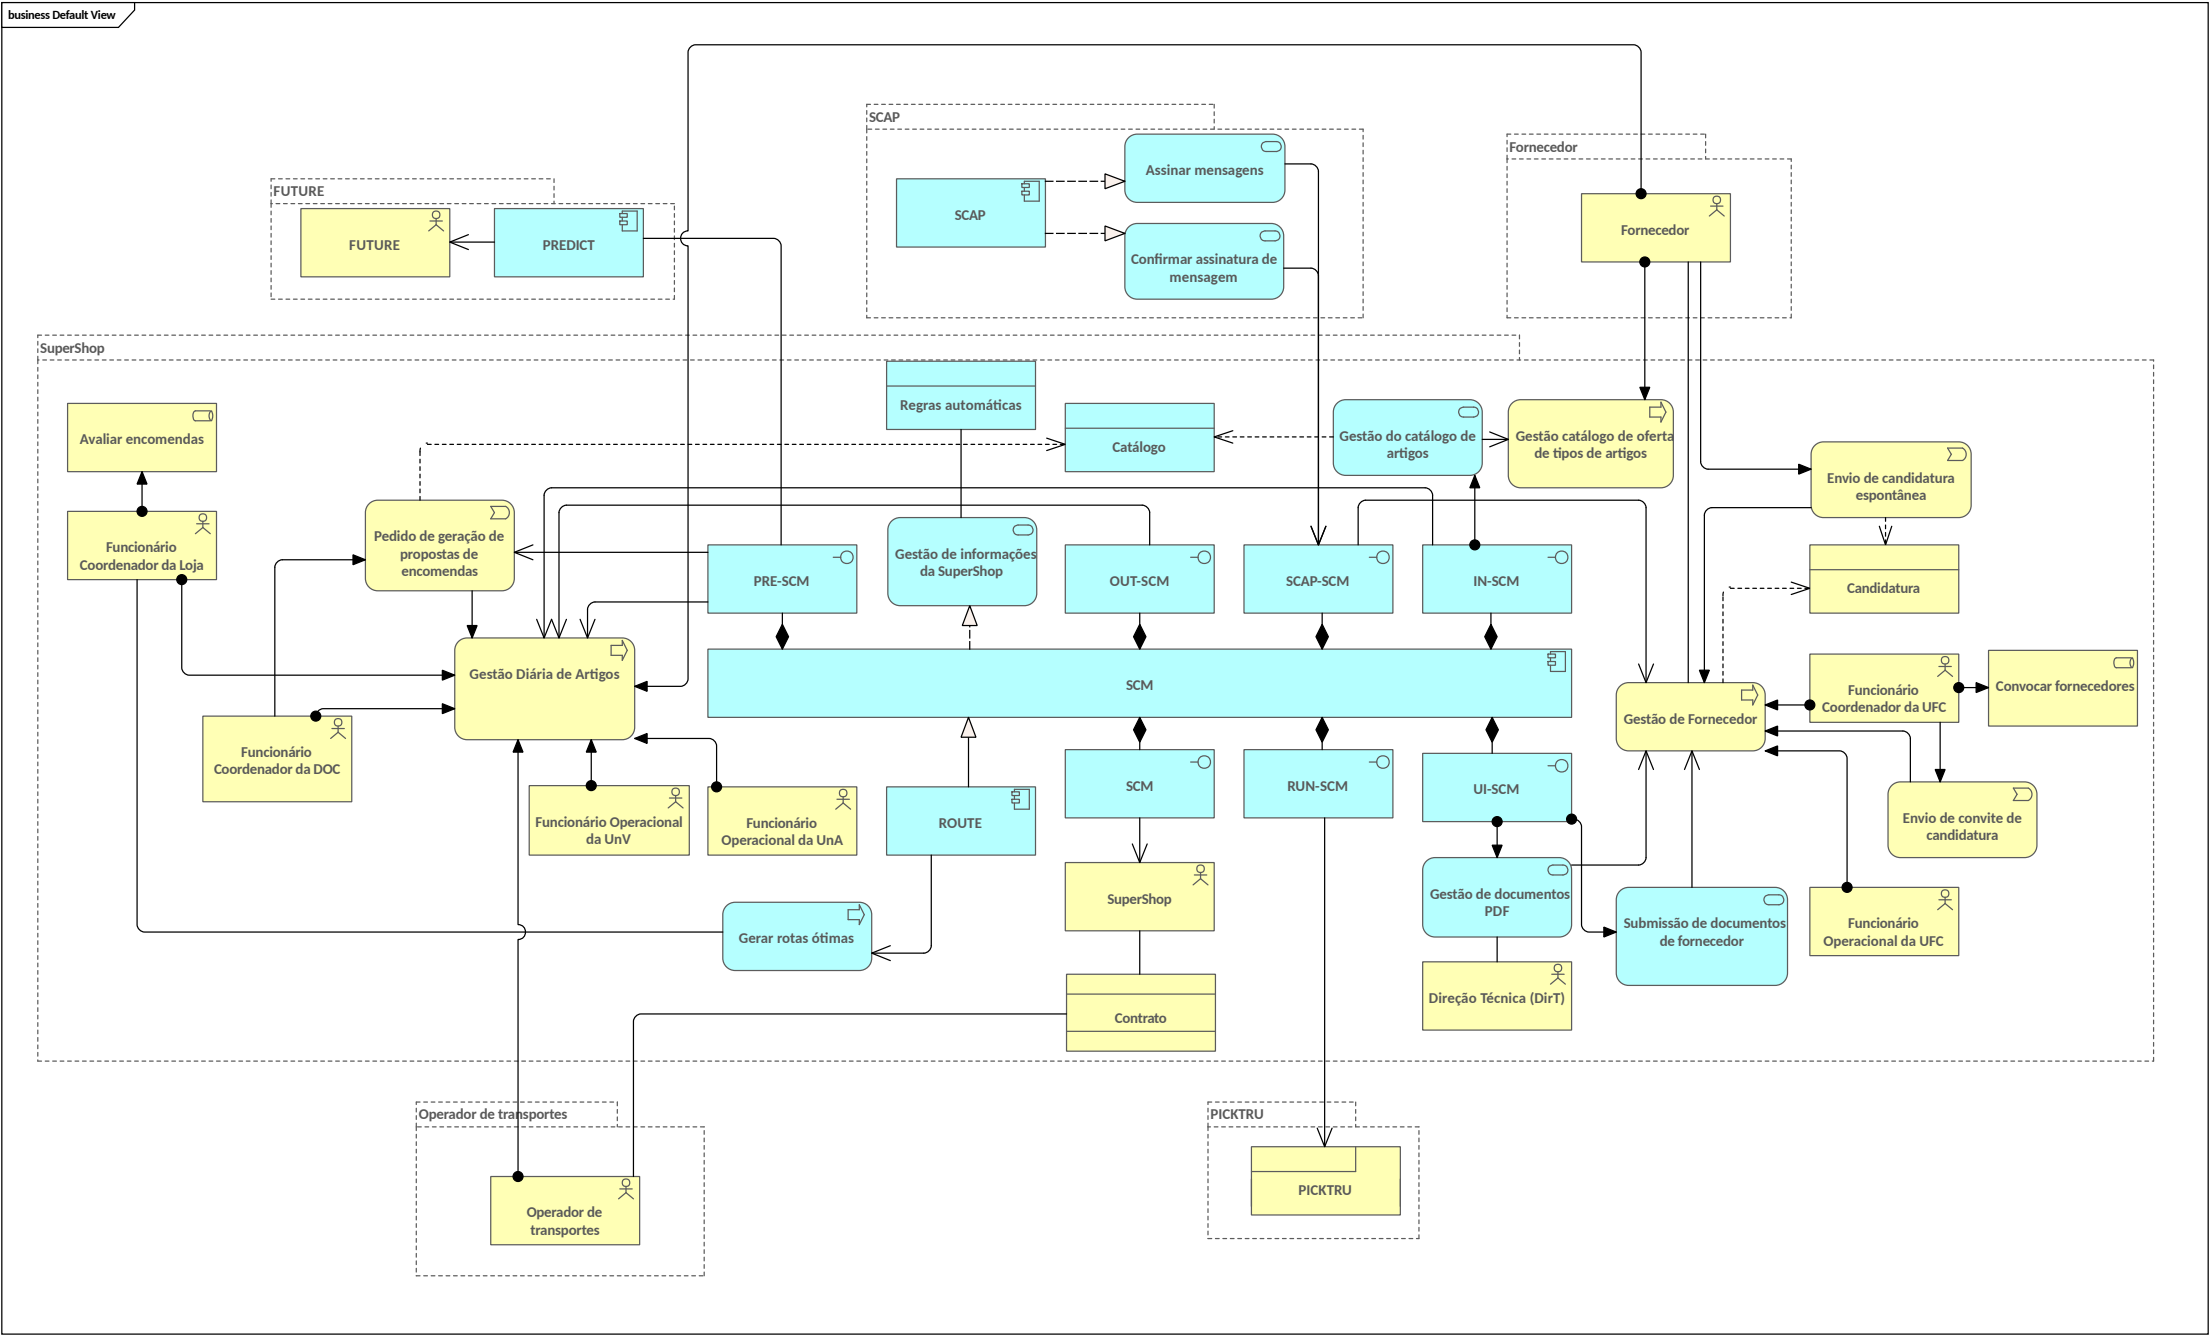 business Default View
SCAP
Assinar mensagens
SCAP
Confirmar assinatura de
mensagem
Fornecedor
Fornecedor
FUTURE
FUTURE
PREDICT
SuperShop
Avaliar encomendas
Regras automáticas
Catálogo
Gestão do catálogo de
artigos
Gestão catálogo de oferta
de tipos de artigos
Envio de candidatura
espontânea
Funcionário
Coordenador da Loja
Pedido de geração de
propostas de
encomendas
PRE-SCM
Gestão de informações
da SuperShop
OUT-SCM
SCAP-SCM
IN-SCM
Candidatura
Gestão Diária de Artigos
SCM
Gestão de Fornecedor
Funcionário
Coordenador da UFC
Convocar fornecedores
Funcionário
Coordenador da DOC
Funcionário Operacional
da UnV
Funcionário
Operacional da UnA
ROUTE
SCM
RUN-SCM
UI-SCM
Envio de convite de
candidatura
SuperShop
Gestão de documentos
PDF
Submissão de documentos
de fornecedor
Funcionário
Operacional da UFC
Gerar rotas ótimas
Direção Técnica (DirT)
Contrato
Operador de transportes
Operador de
transportes
PICKTRU
PICKTRU